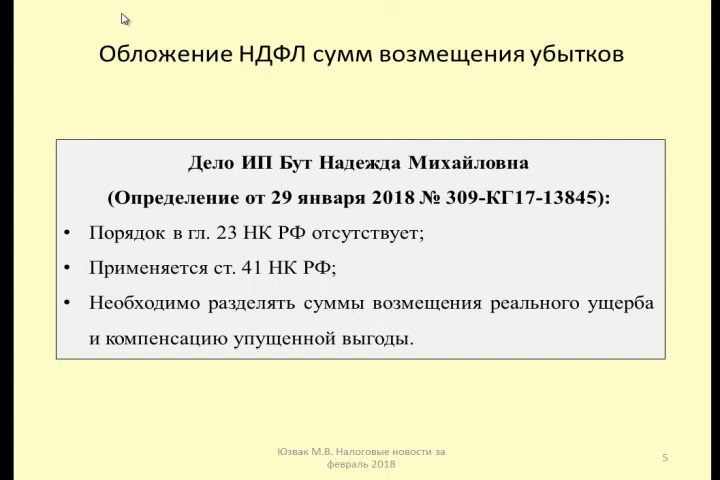 Обложение НДФЛ сумм возмещения убытков
Дело ИП Бут Надежда Михайловна
(Определение от 29 января 2018 № 309-КГ17-13845):
• Порядок в гл. 23 НК РФ отсутствует;
• Применяется ст. 41 НК РФ;
• Необходимо разделять суммы возмещения реального ущерба
и компенсацию упущенной выгоды.
Юзвак М.В. Налоговые новости за
февраль 2018
5